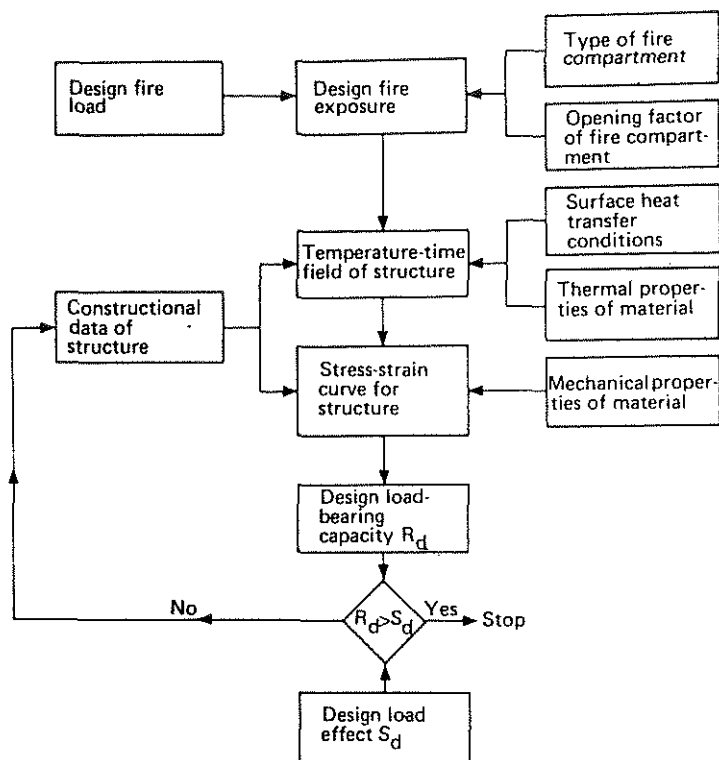 Design fire
load
Design fire
exposure
Type of fire
compartment
Opening factor
of fire compart-
ment
Surface heat
transfer
conditions
Temperature-time
field of structure
Thermal proper-
ties of material
Constructional
data of
structure
Stress-strain
curve for
structure
Mechanical proper-
ties of material
Design load-
bearing
capacity Rd
No
Rd>Sd
Yes
Stop
Design load
effect Sd